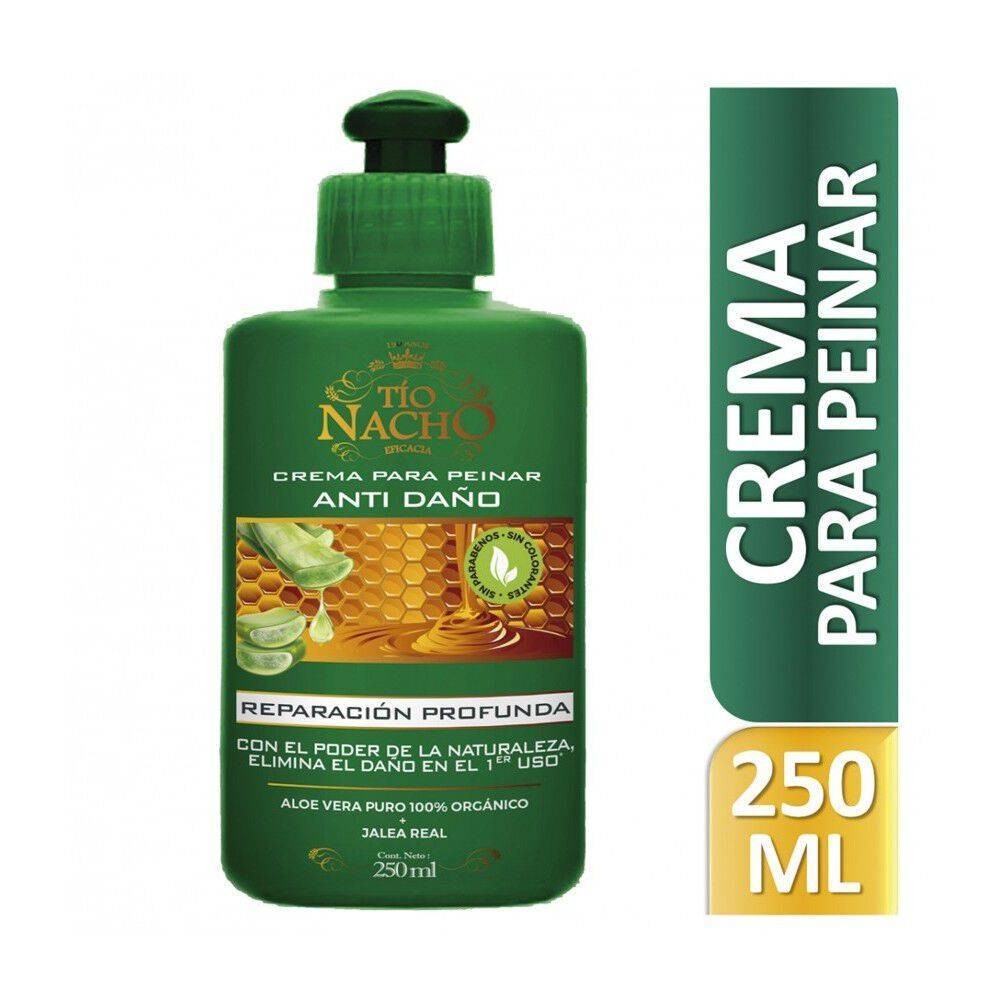 TÍO
NACHO
EFICACIA
CREMA PARA PEINAR
ANTI DAÑO
SIN PARABENOS • SIN COLORANTES •
REPARACIÓN PROFUNDA
CON EL PODER DE LA NATURALEZA,
ELIMINA EL DAÑO EN EL 1ER USO*
ALOE VERA PURO 100% ORGÁNICO
+
JALEA REAL
Cont. Neto :
250 ml
CREMA
PARA PEINAR
250
ML